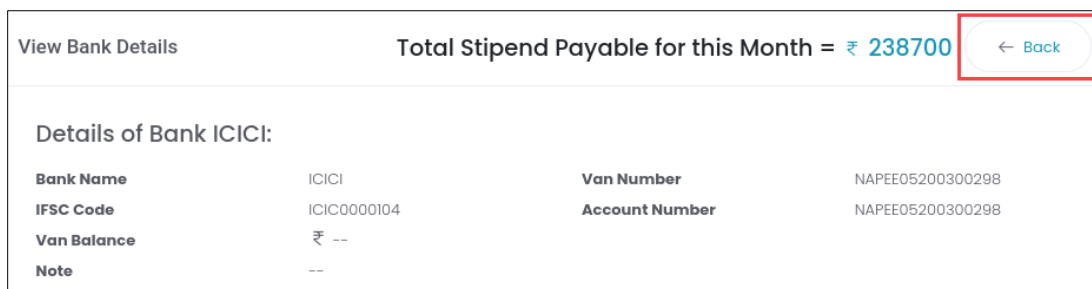 View Bank Details Total Stipend Payable for this Month = ₹ 238700 ← Back
Details of Bank ICICI:
Bank Name ICICI Van Number NAPEE05200300298
IFSC Code ICIC0000104 Account Number NAPEE05200300298
Van Balance ₹ --
Note --